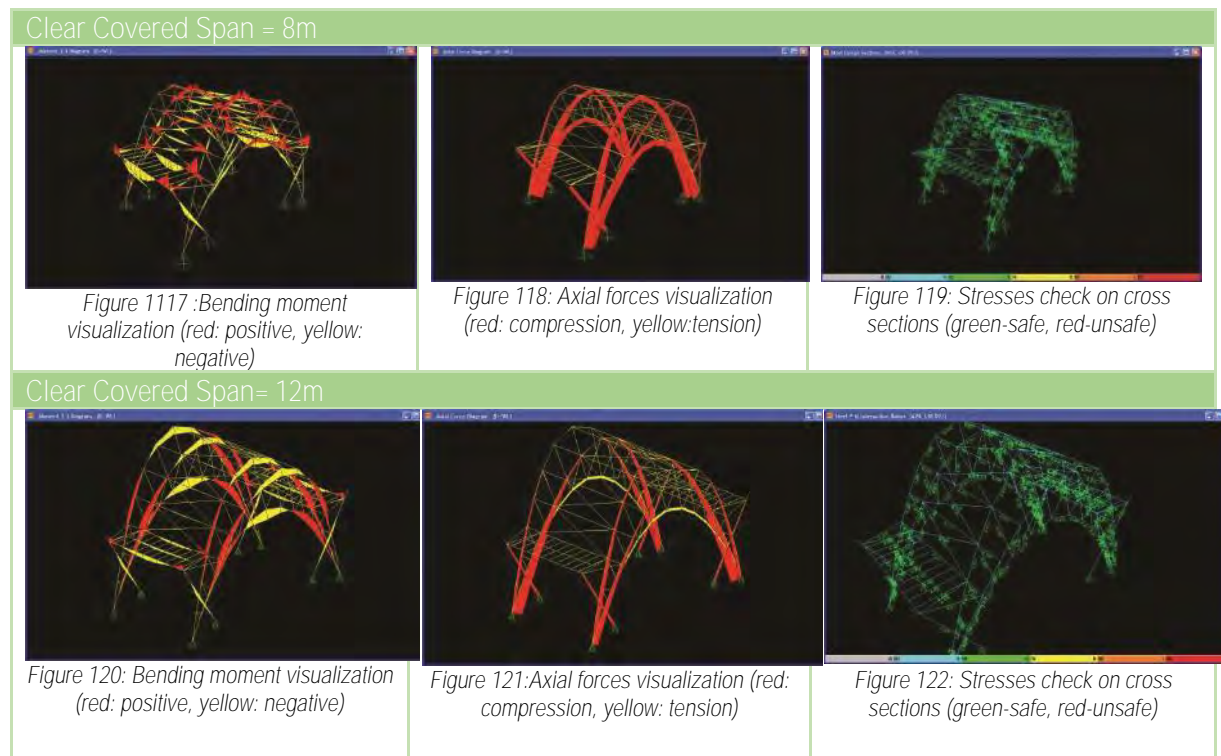 Clear Covered Span = 8m
Figure 1117 :Bending moment
visualization (red: positive, yellow:
negative)
Figure 118: Axial forces visualization
(red: compression, yellow:tension)
Figure 119: Stresses check on cross
sections (green-safe, red-unsafe)
Clear Covered Span= 12m
Figure 120: Bending moment visualization
(red: positive, yellow: negative)
Figure 121:Axial forces visualization (red:
compression, yellow: tension)
Figure 122: Stresses check on cross
sections (green-safe, red-unsafe)